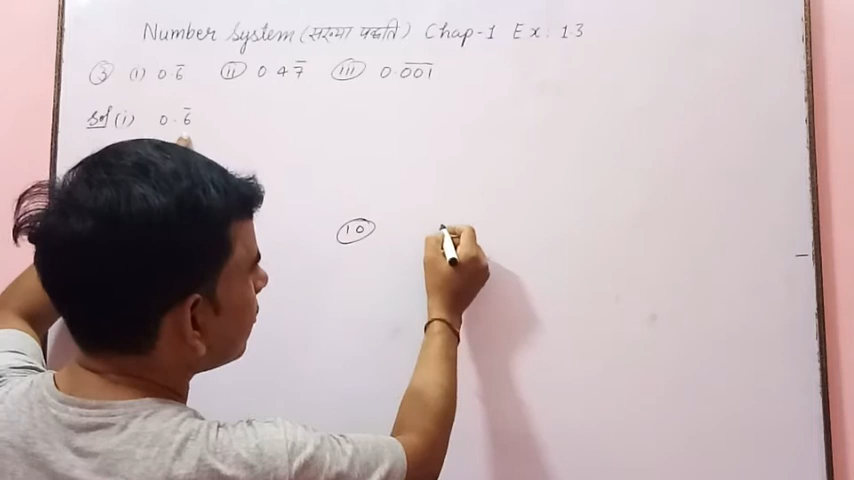 Number System (संख्या पद्धति) Chap-1 Ex. 1.3
③ (i) 0.6̅ (ii) 0.47̅ (iii) 0.0̅0̅1̅
Sol (i) 0.6̅
10